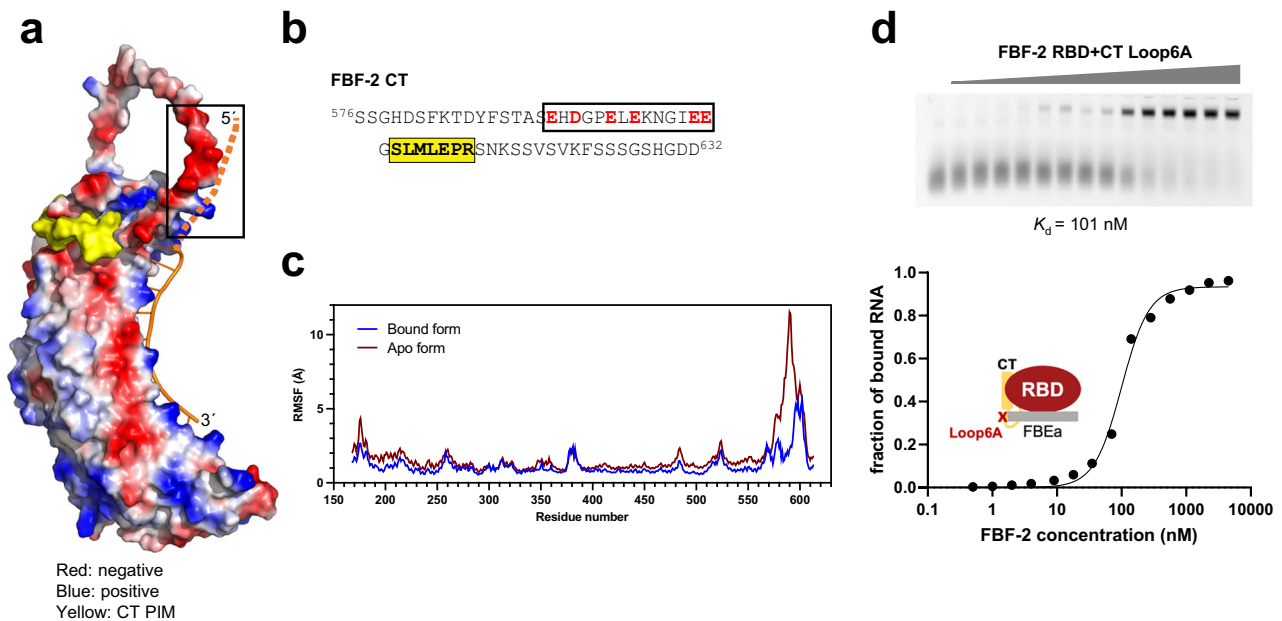 a
5´
3´
Red: negative
Blue: positive
Yellow: CT PIM
b
FBF-2 CT
576SSGHDSFKTDYFSTASEHDGPELEKNGIEE
GSLMLEPRSNKSSVSVKFSSSGSHGDD632
c
Bound form
Apo form
RMSF (Å)
10
5
0
150 200 250 300 350 400 450 500 550 600
Residue number
d
FBF-2 RBD+CT Loop6A
Kd = 101 nM
fraction of bound RNA
1.0
0.8
0.6
0.4
0.2
0.0
CT
RBD
X
Loop6A
FBEa
0.1 1 10 100 1000 10000
FBF-2 concentration (nM)